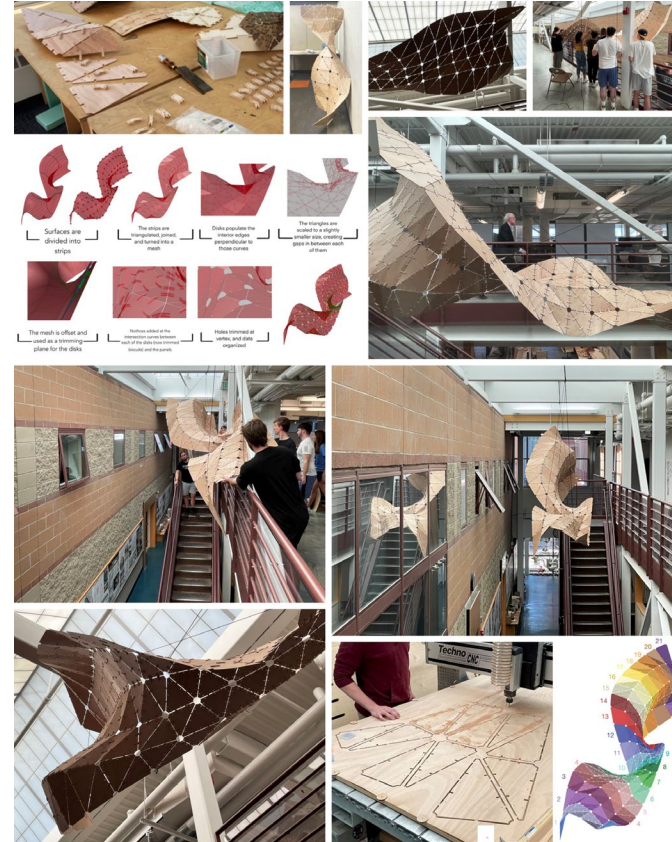 Surfaces are
divided into
strips
The strips are
triangulated, joined,
and turned into a
mesh
Disks populate the
interior edges
perpendicular to
those curves
The triangles are
scaled to a slightly
smaller size, creating
gaps in between each
of them
The mesh is offset and
used as a trimming
plane for the disks
Notches added at the
intersection curves between
each of the disks (now trimmed
biscuits) and the panels
Holes trimmed at
vertex, and data
organized
Techno
CNC
21
20
19
18
17
16
15
14
13
12
11
10
9
8
7
6
5
4
4
3
2
1